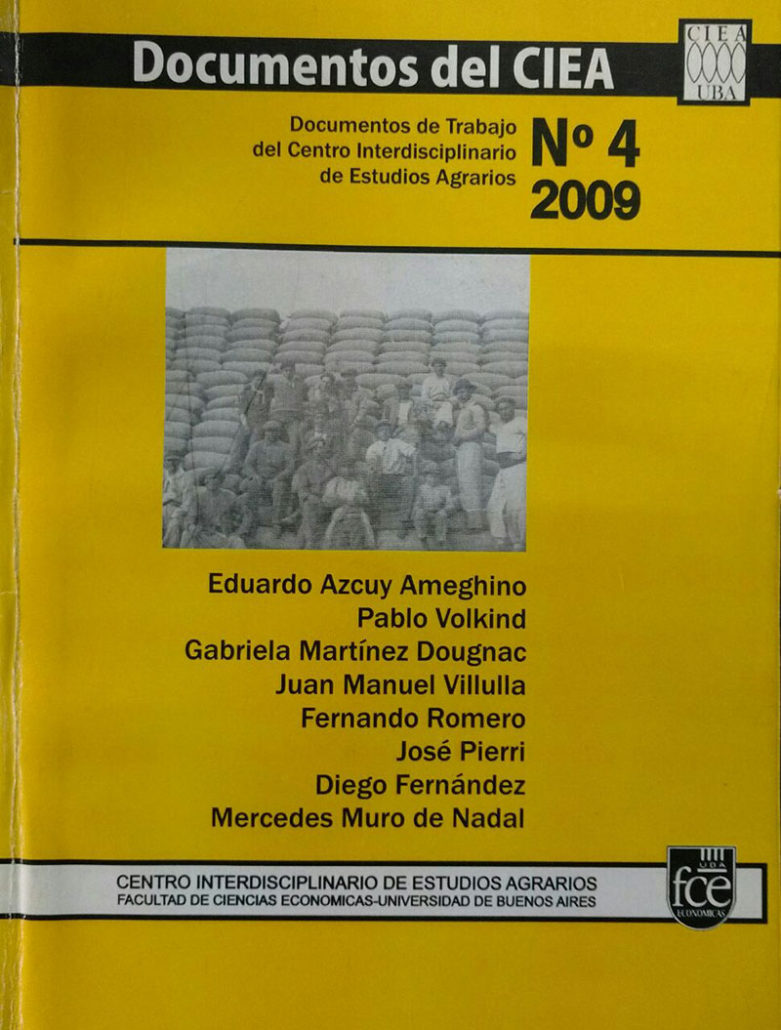 Documentos del CIEA
CIEA
UBA
Documentos de Trabajo
del Centro Interdisciplinario
de Estudios Agrarios
Nº 4
2009
Eduardo Azcuy Ameghino
Pablo Volkind
Gabriela Martínez Dougnac
Juan Manuel Villulla
Fernando Romero
José Pierri
Diego Fernández
Mercedes Muro de Nadal
CENTRO INTERDISCIPLINARIO DE ESTUDIOS AGRARIOS
FACULTAD DE CIENCIAS ECONOMICAS-UNIVERSIDAD DE BUENOS AIRES
UBA
fce
ECONOMICAS